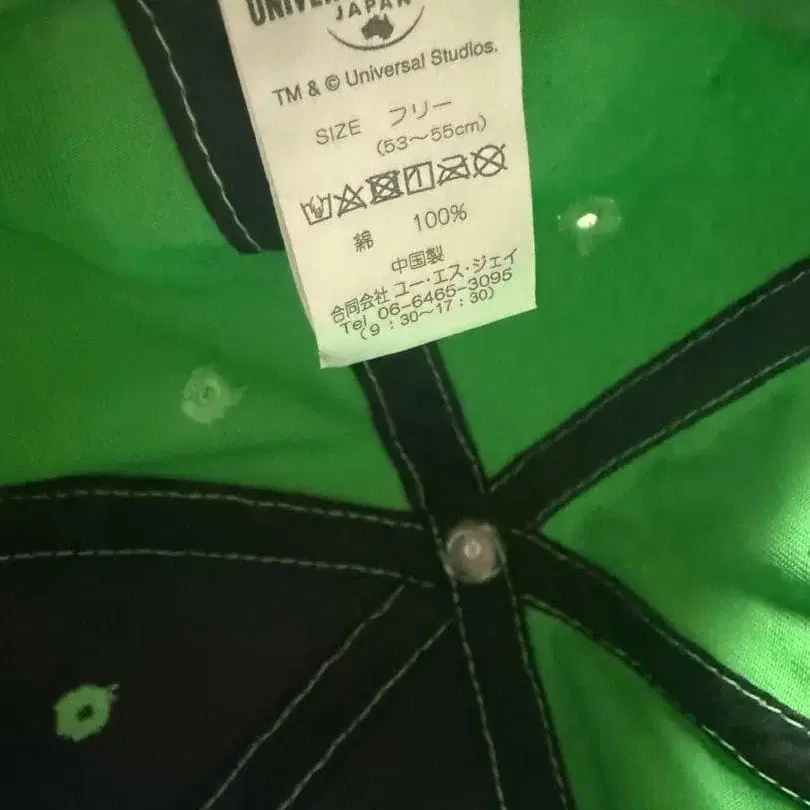 UNIVERSAL
JAPAN
TM & © Universal Studios.
SIZE フリー
(53〜55cm)
綿 100%
中国製
合同会社 ユー・エス・ジェイ
Tel 06-6465-3095
(9:30〜17:30)